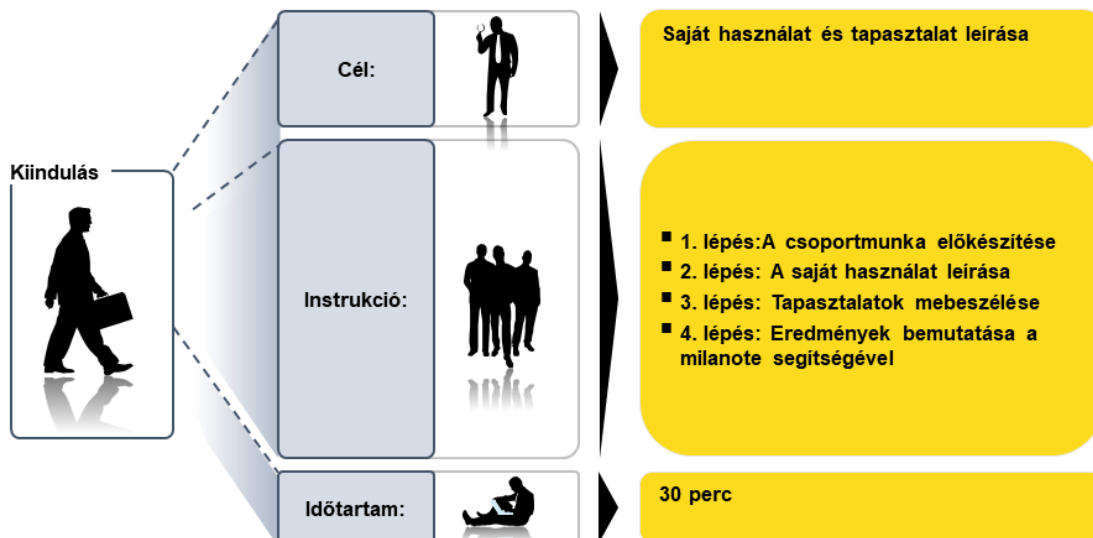 Kiindulás
Cél:
Saját használat és tapasztalat leírása
Instrukció:
▪ 1. lépés:A csoportmunka előkészítése
▪ 2. lépés: A saját használat leírása
▪ 3. lépés: Tapasztalatok mebeszélése
▪ 4. lépés: Eredmények bemutatása a
milanote segítségével
Időtartam:
30 perc